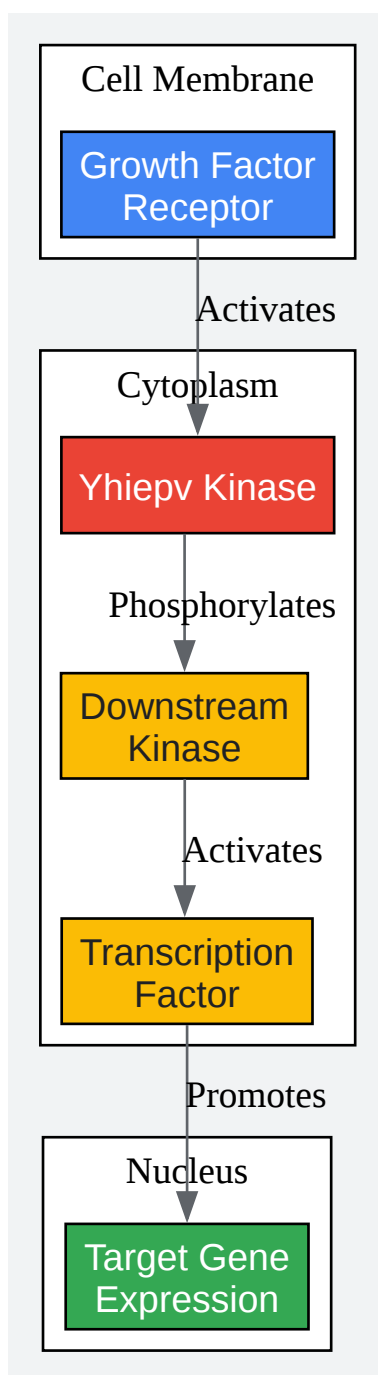 Cell Membrane
Growth Factor
Receptor
Activates
Cytoplasm
Yhiepv Kinase
Phosphorylates
Downstream
Kinase
Activates
Transcription
Factor
Promotes
Nucleus
Target Gene
Expression